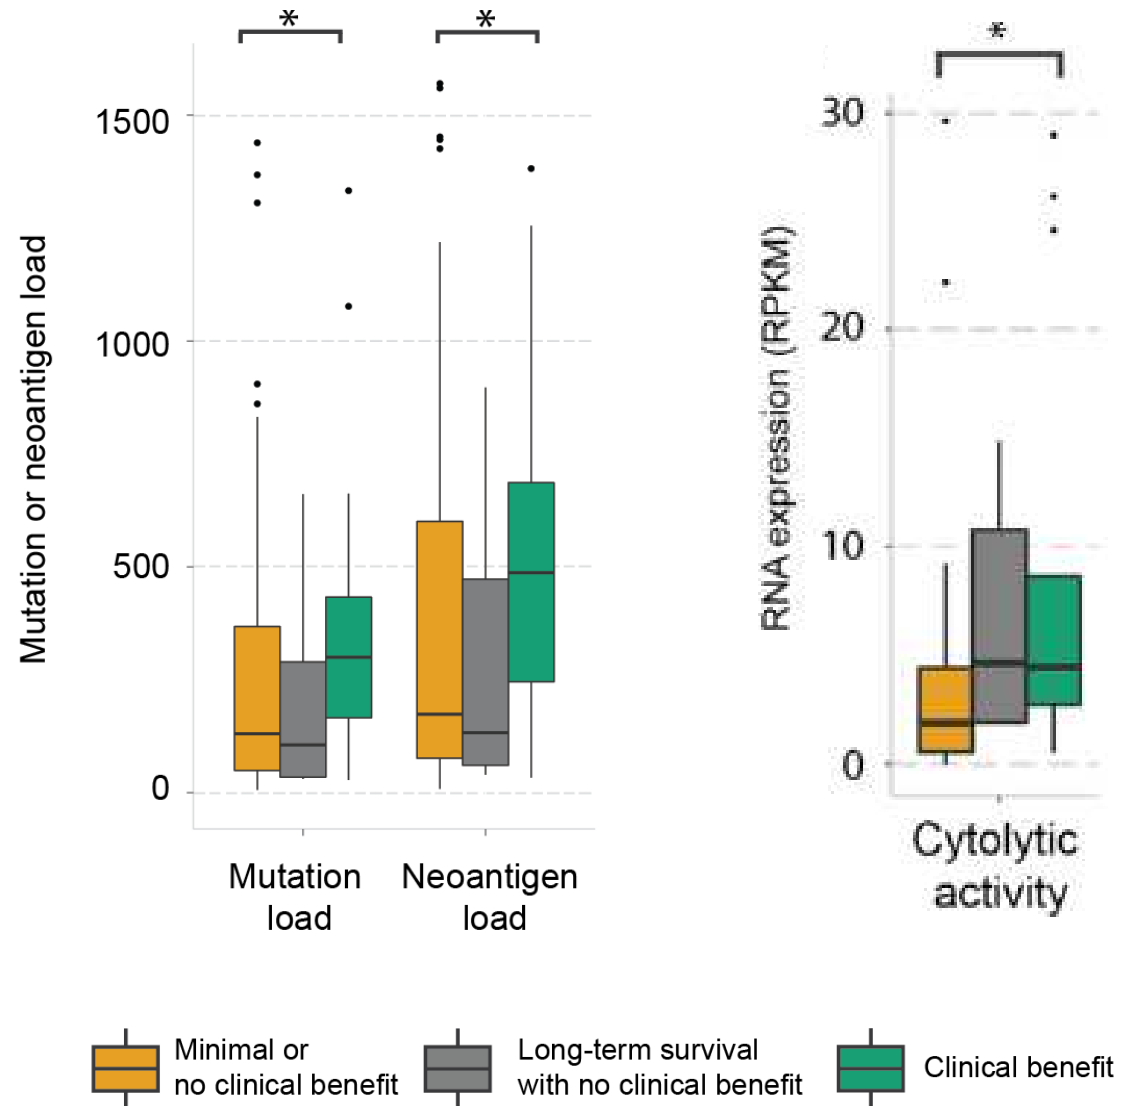 *
*
*
Mutation or neoantigen load
1500
1000
500
0
Mutation
load
Neoantigen
load
RNA expression (RPKM)
30
20
10
0
Cytolytic
activity
Minimal or
no clinical benefit
Long-term survival
with no clinical benefit
Clinical benefit